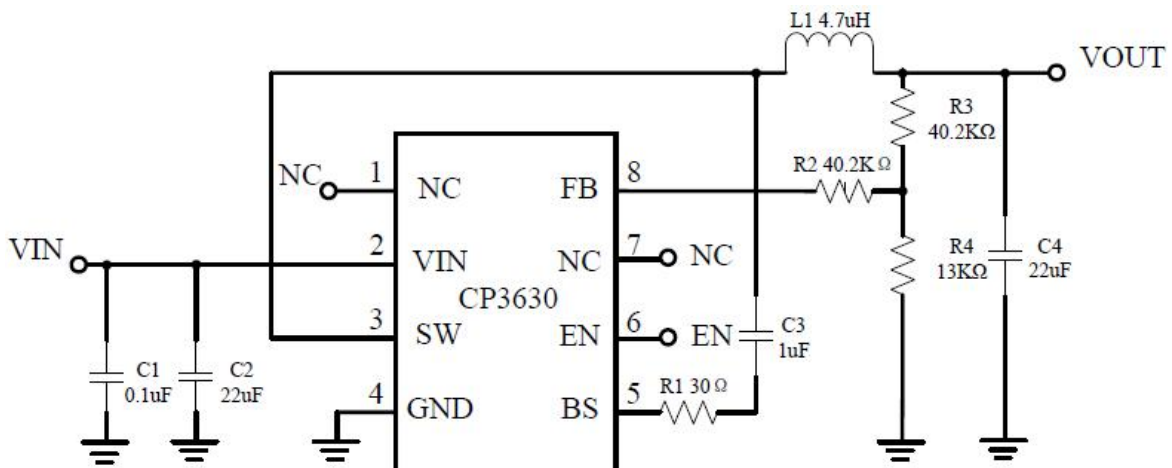 L1 4.7uH
VOUT
R3
40.2KΩ
R2 40.2K Ω
NC
1
NC
FB
8
VIN
2
VIN
NC
7
NC
R4
13KΩ
C4
22uF
CP3630
3
SW
EN
6
EN
C3
1uF
C1
0.1uF
C2
22uF
4
GND
BS
5
R1 30 Ω